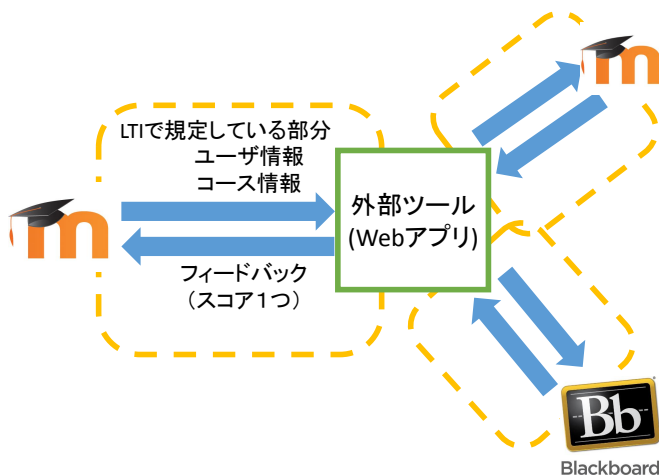 LTIで規定している部分
ユーザ情報
コース情報
フィードバック
（スコア１つ）
外部ツール
(Webアプリ)
m
m
Bb
Blackboard